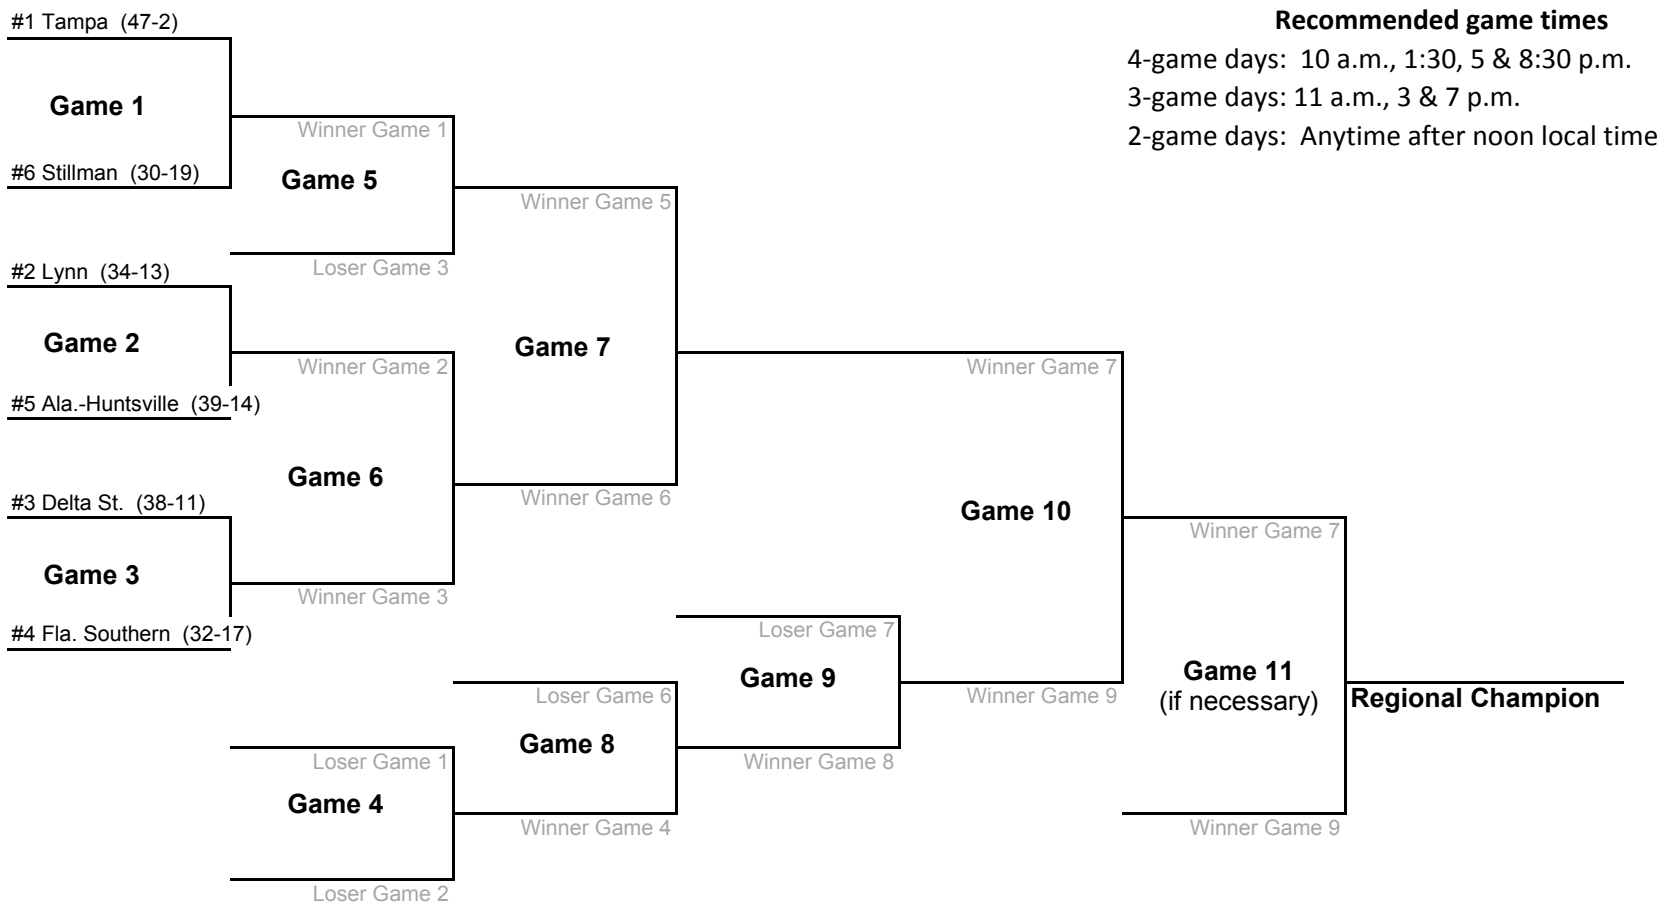 #1 Tampa (47-2)
Recommended game times
4-game days: 10 a.m., 1:30, 5 & 8:30 p.m.
3-game days: 11 a.m., 3 & 7 p.m.
2-game days: Anytime after noon local time
Game 1
Winner Game 1
#6 Stillman (30-19)
Game 5
Winner Game 5
#2 Lynn (34-13)
Loser Game 3
Game 2
Winner Game 2
Game 7
Winner Game 7
#5 Ala.-Huntsville (39-14)
Game 6
Winner Game 6
#3 Delta St. (38-11)
Game 10
Winner Game 7
Game 3
Winner Game 3
#4 Fla. Southern (32-17)
Loser Game 7
Game 9
Game 11
(if necessary)
Regional Champion
Loser Game 6
Winner Game 9
Game 8
Loser Game 1
Winner Game 8
Game 4
Winner Game 4
Winner Game 9
Loser Game 2